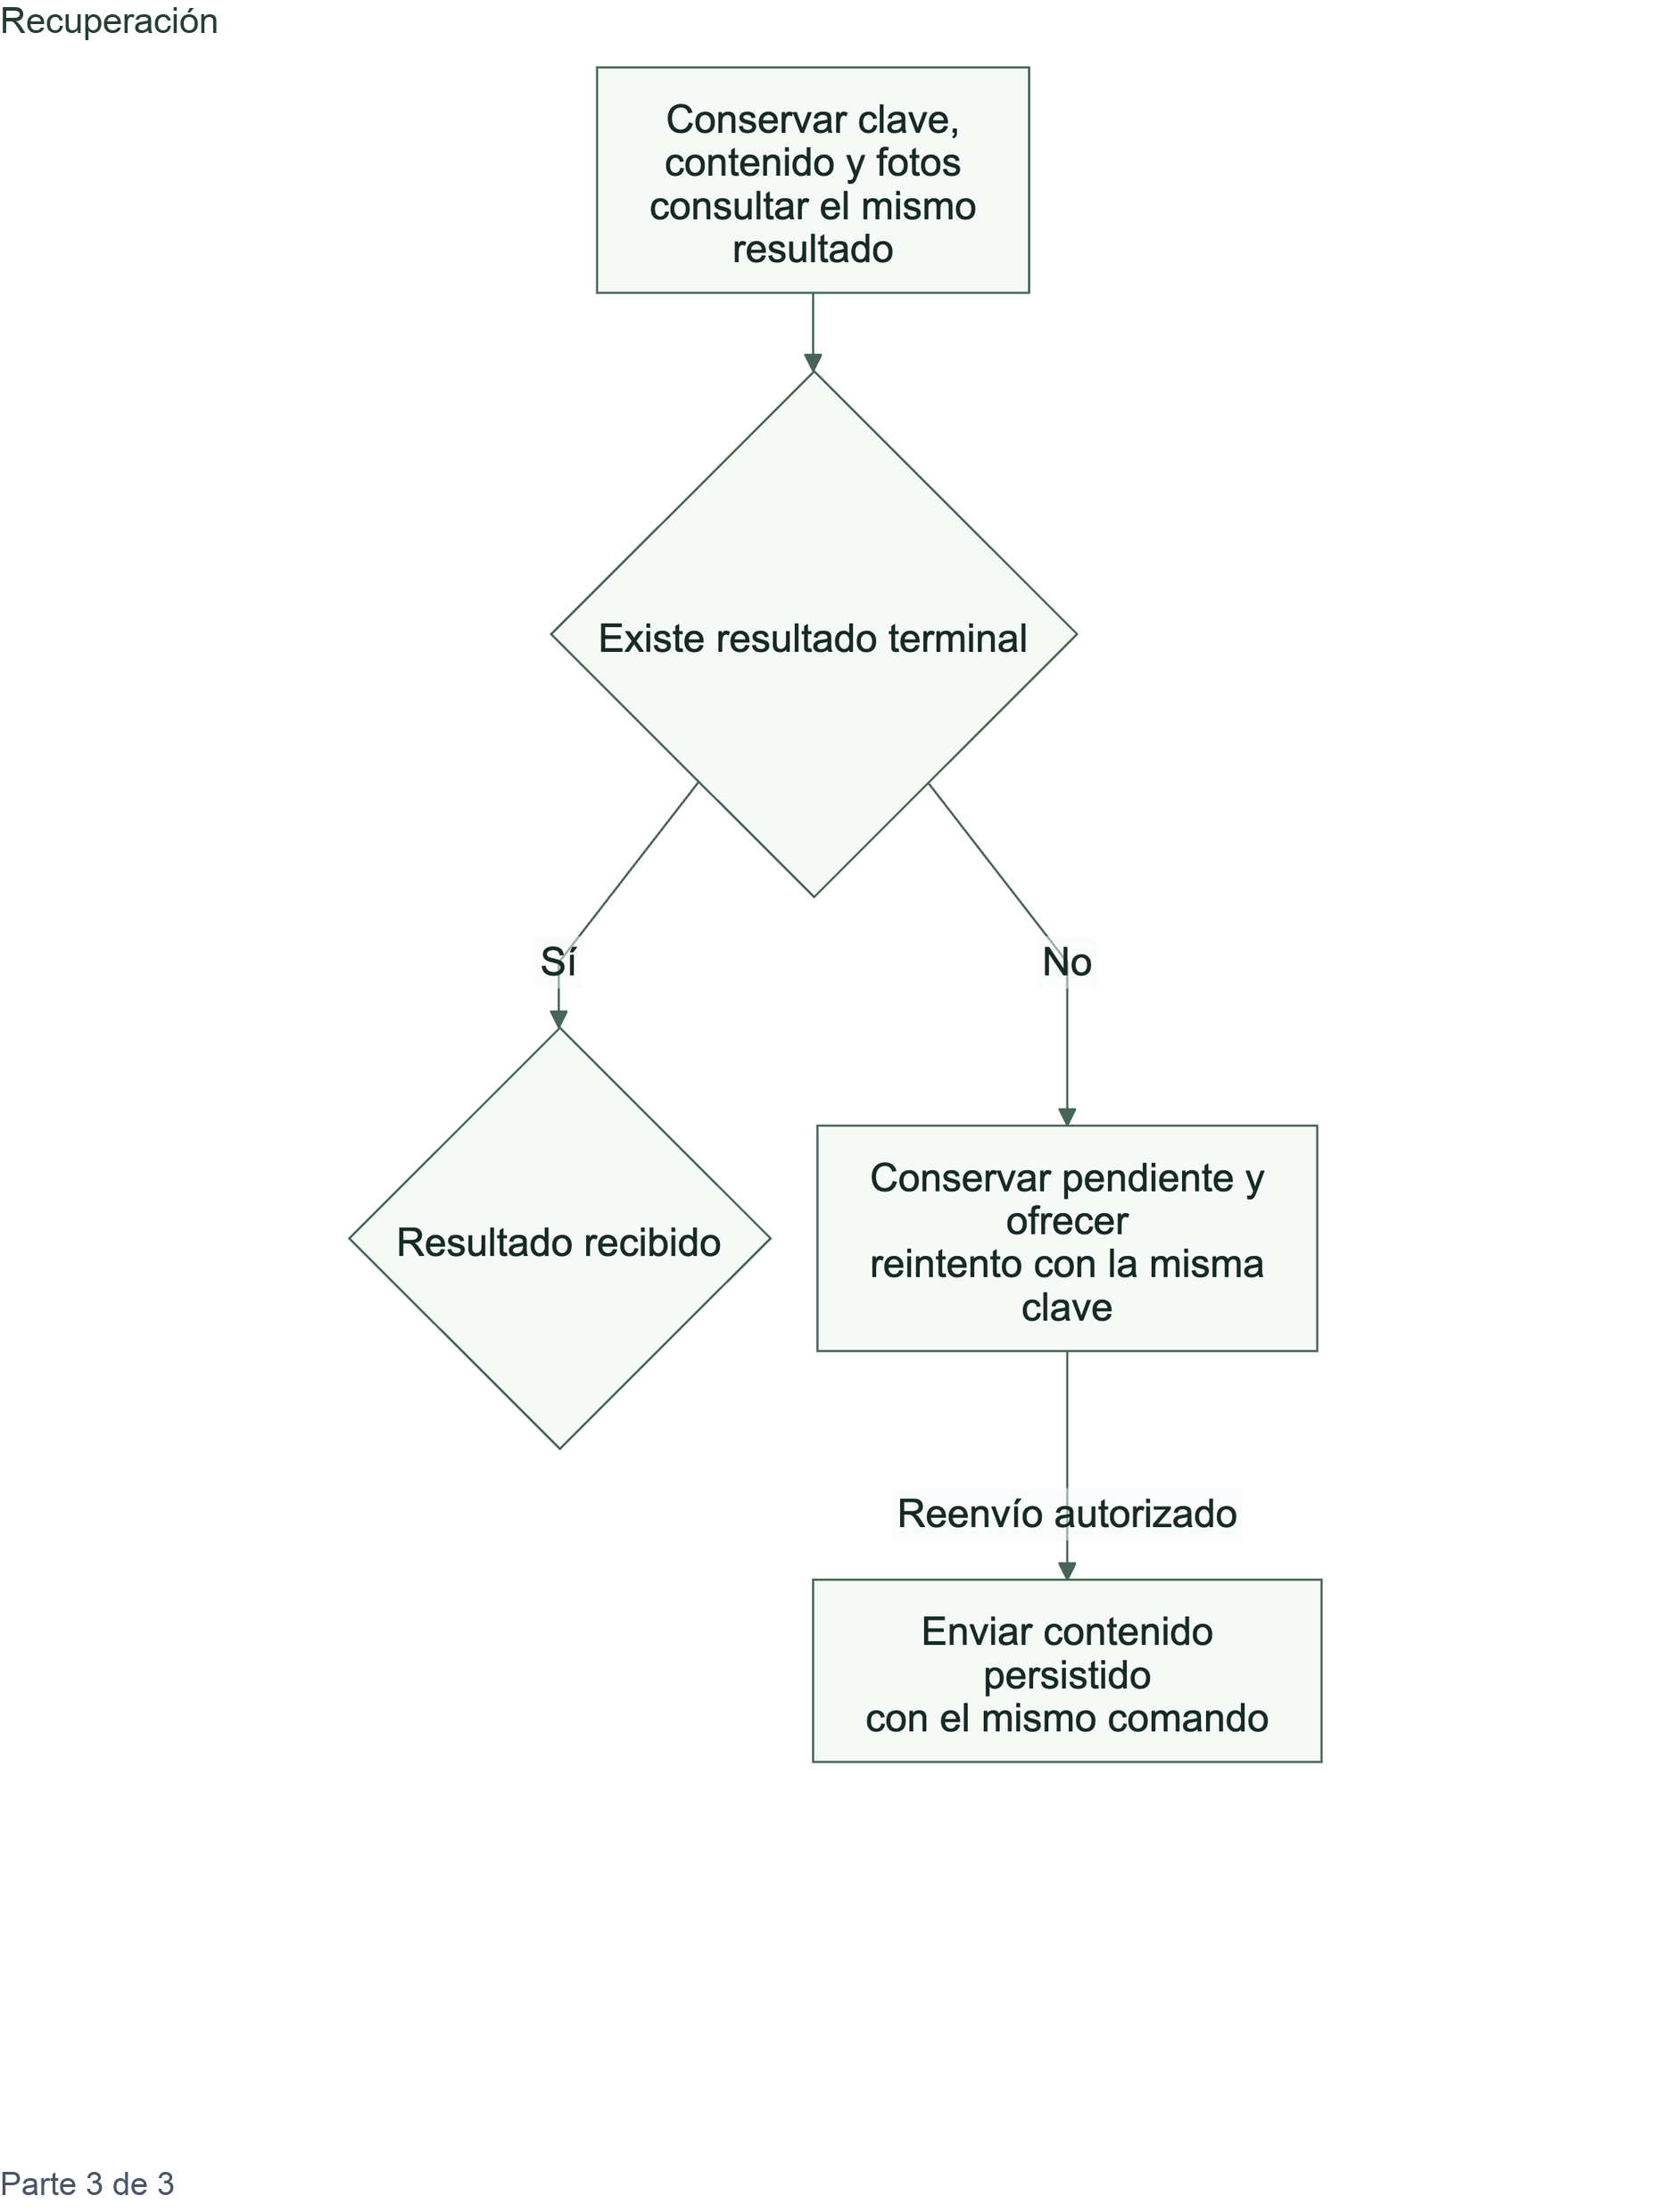 Recuperación
Conservar clave,
contenido y fotos
consultar el mismo
resultado
Existe resultado terminal
Sí
No
Resultado recibido
Conservar pendiente y
ofrecer
reintento con la misma
clave
Reenvío autorizado
Enviar contenido
persistido
con el mismo comando
Parte 3 de 3